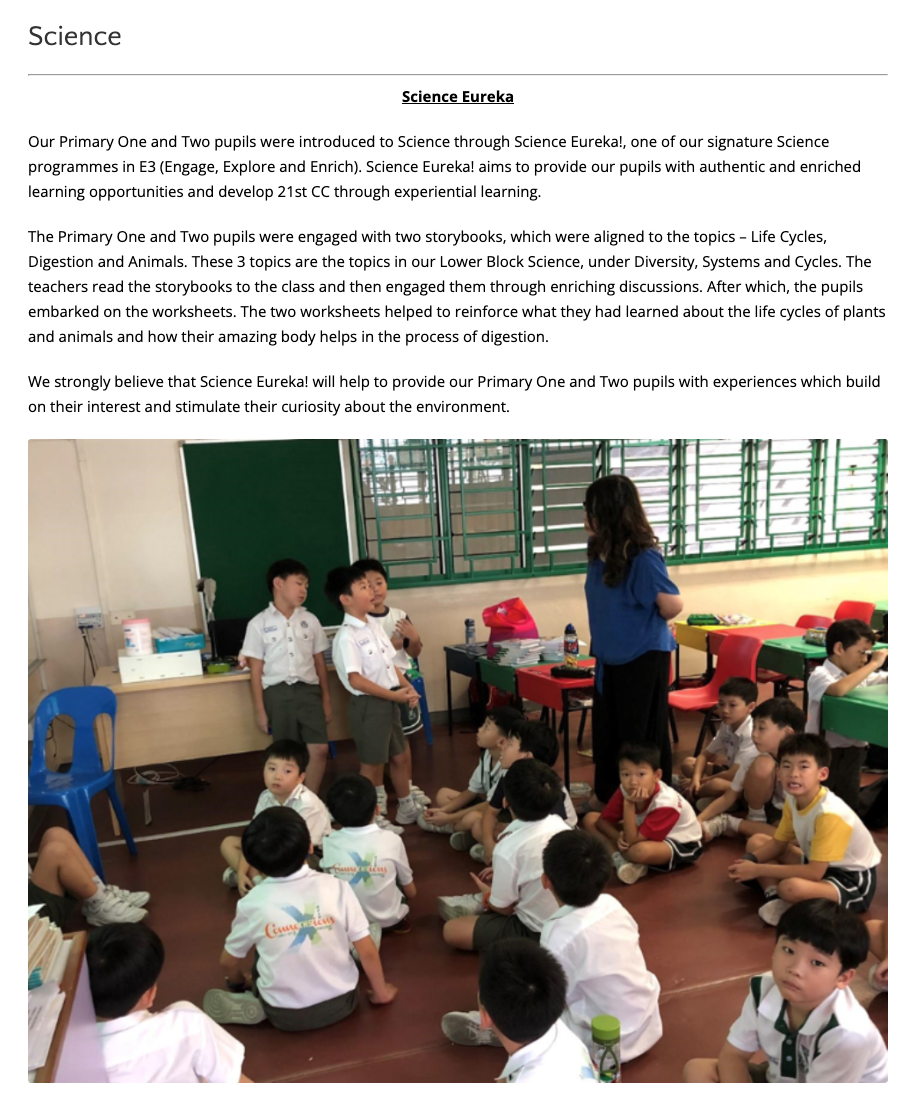 Science
Science Eureka
Our Primary One and Two pupils were introduced to Science through Science Eureka!, one of our signature Science
programmes in E3 (Engage, Explore and Enrich). Science Eureka! aims to provide our pupils with authentic and enriched
learning opportunities and develop 21st CC through experiential learning.
The Primary One and Two pupils were engaged with two storybooks, which were aligned to the topics – Life Cycles,
Digestion and Animals. These 3 topics are the topics in our Lower Block Science, under Diversity, Systems and Cycles. The
teachers read the storybooks to the class and then engaged them through enriching discussions. After which, the pupils
embarked on the worksheets. The two worksheets helped to reinforce what they had learned about the life cycles of plants
and animals and how their amazing body helps in the process of digestion.
We strongly believe that Science Eureka! will help to provide our Primary One and Two pupils with experiences which build
on their interest and stimulate their curiosity about the environment.